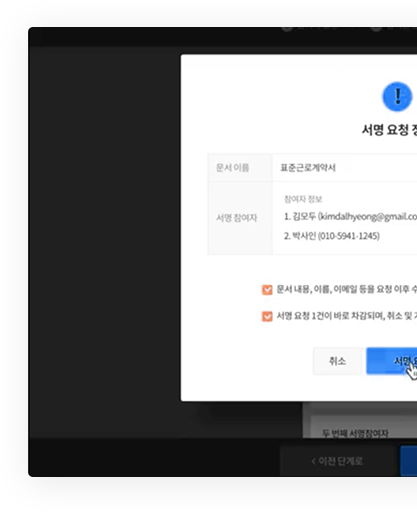 !
서명 요청 정
문서 이름
표준근로계약서
서명 참여자
참여자 정보
1. 김모두 (kimdalhyeong@gmail.co
2. 박사인 (010-5941-1245)
문서 내용, 이름, 이메일 등을 요청 이후 수
서명 요청 1건이 바로 차감되며, 취소 및
취소
서명
두 번째 서명참여자
< 이전 단계로